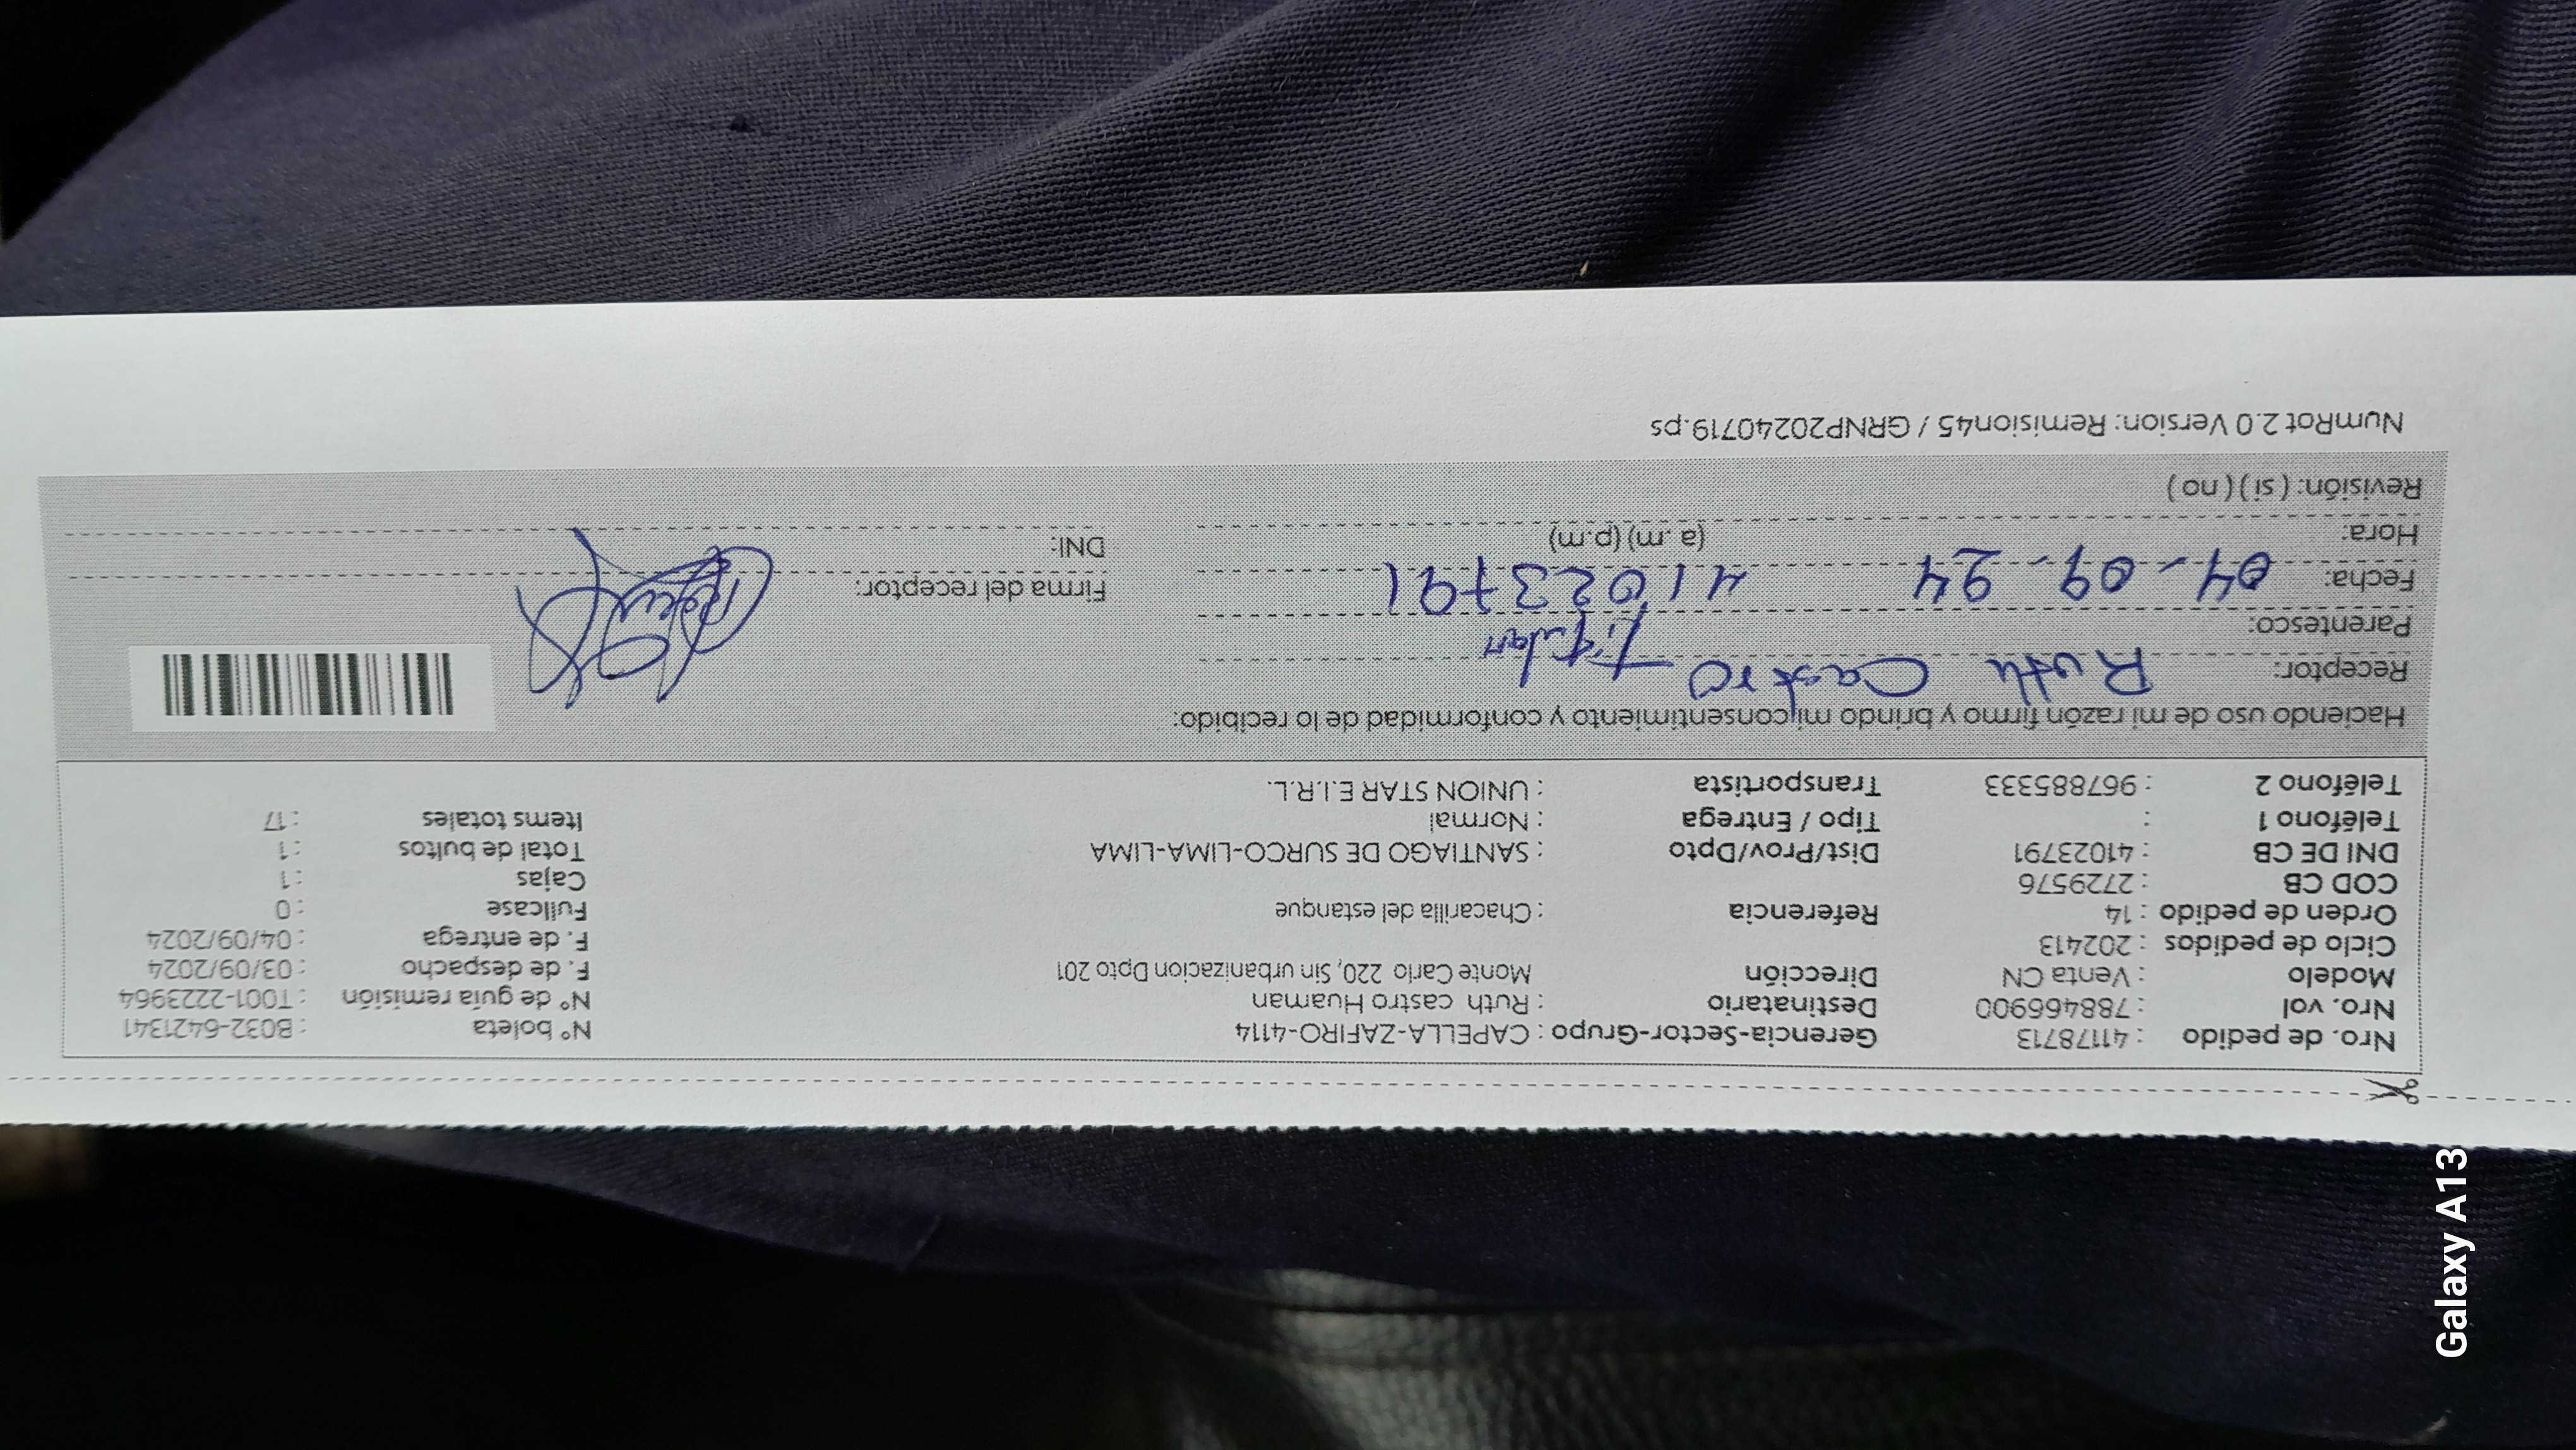 Nro. de pedido : 41178713 Gerencia-Sector-Grupo : CAPELLA-ZAFIRO-4114 N° boleta : B032-6421341
Nro. vol : 788466900 Destinatario : Ruth castro Huaman N° de guía remisión : T001-2223964
Modelo : Venta CN Dirección Monte Carlo 220, Sin urbanizacion Dpto 201 F. de despacho : 03/09/2024
Ciclo de pedidos : 202413 F. de entrega : 04/09/2024
Orden de pedido : 14 Referencia : Chacarilla del estanque Fullcase : 0
COD CB : 2729576 Cajas : 1
DNI DE CB : 41023791 Dist/Prov/Dpto : SANTIAGO DE SURCO-LIMA-LIMA Total de bultos : 1
Teléfono 1 : Tipo / Entrega : Normal Items totales : 17
Teléfono 2 : 967885333 Transportista : UNION STAR E.I.R.L.
Haciendo uso de mi razón firmo y brindo mi consentimiento y conformidad de lo recibido:
Receptor: Ruth Castro titular
Parentesco:
Fecha: 04.09.24 41023791 Firma del receptor:
Hora: (a .m) (p.m) DNI:
Revisión: ( si ) ( no )
NumRot 2.0 Version: Remision45 / GRNP20240719.ps
Galaxy A13